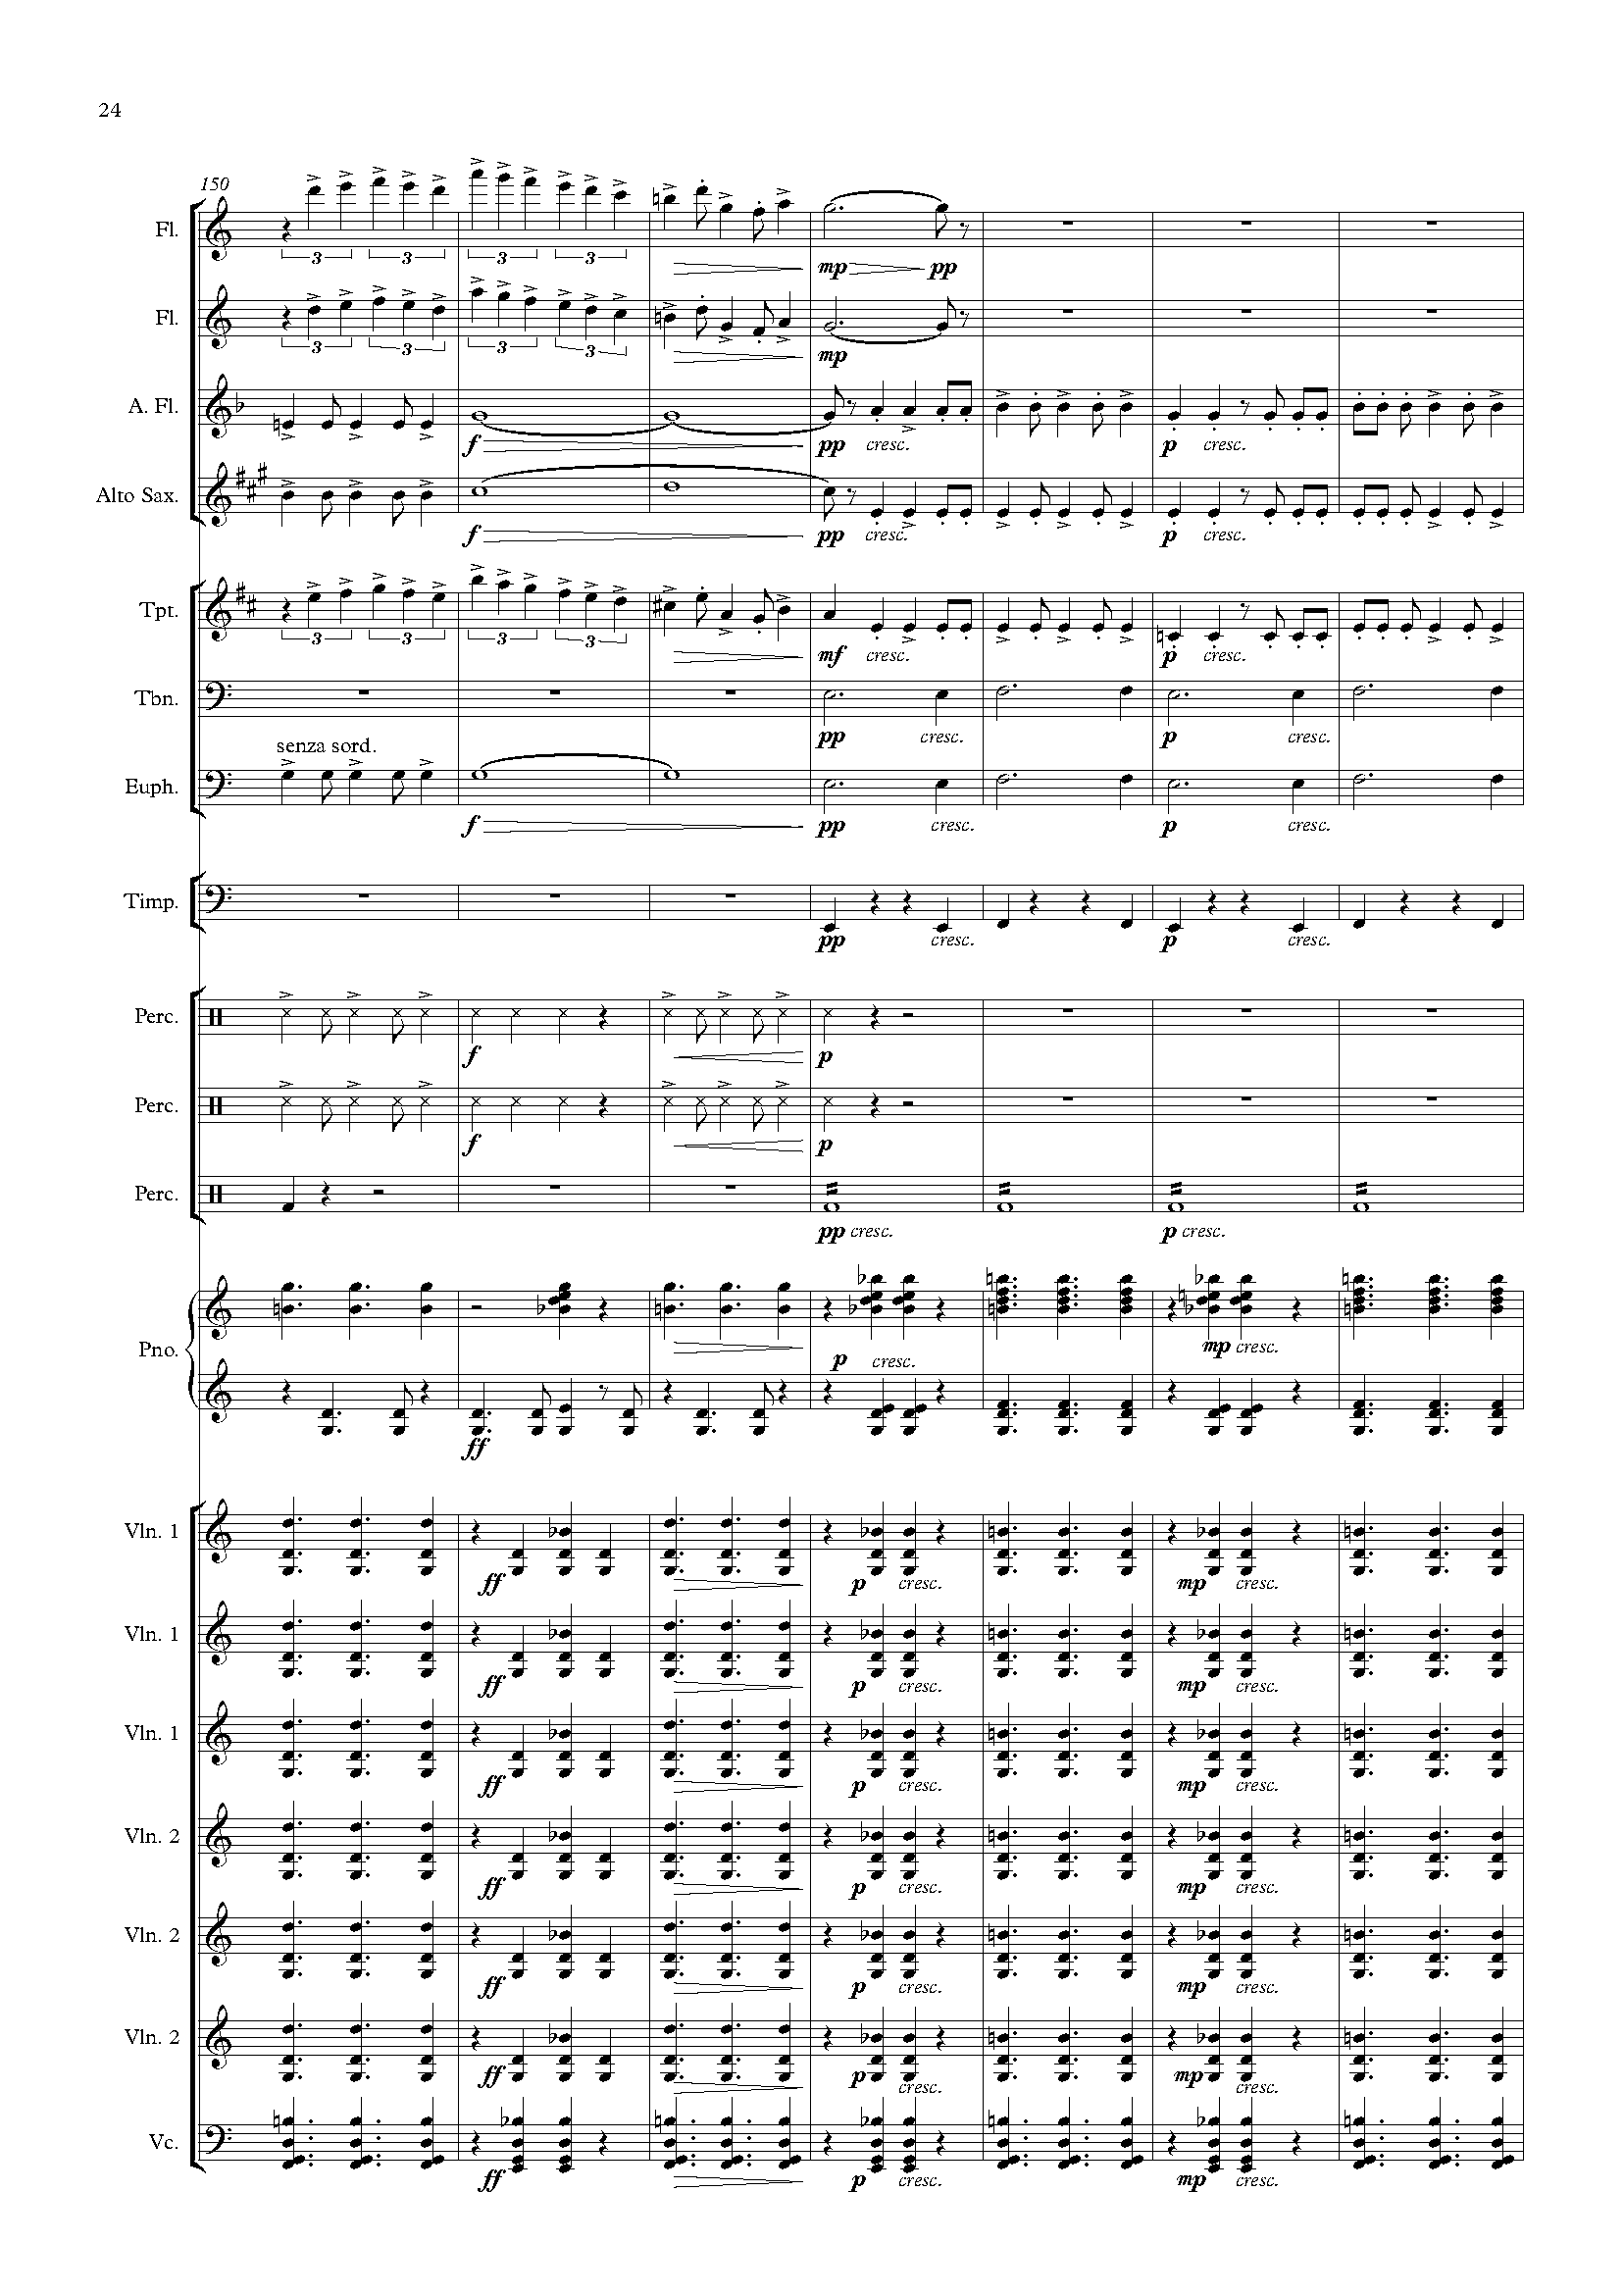 24
150
Fl.
3 3 3 3
mp pp
Fl.
3 3 3 3
mp
A. Fl.
f pp cresc. p cresc.
Alto Sax.
f pp cresc. p cresc.
Tpt.
3 3 3 3
mf cresc. p cresc.
Tbn.
pp cresc. p cresc.
senza sord.
Euph.
f pp cresc. p cresc.
Timp.
pp cresc. p cresc.
Perc.
f p
Perc.
f p
Perc.
pp cresc. p cresc.
Pno.
p cresc. mp cresc.
ff
Vln. 1
ff p cresc. mp cresc.
Vln. 1
ff p cresc. mp cresc.
Vln. 1
ff p cresc. mp cresc.
Vln. 2
ff p cresc. mp cresc.
Vln. 2
ff p cresc. mp cresc.
Vln. 2
ff p cresc. mp cresc.
Vc.
ff p cresc. mp cresc.